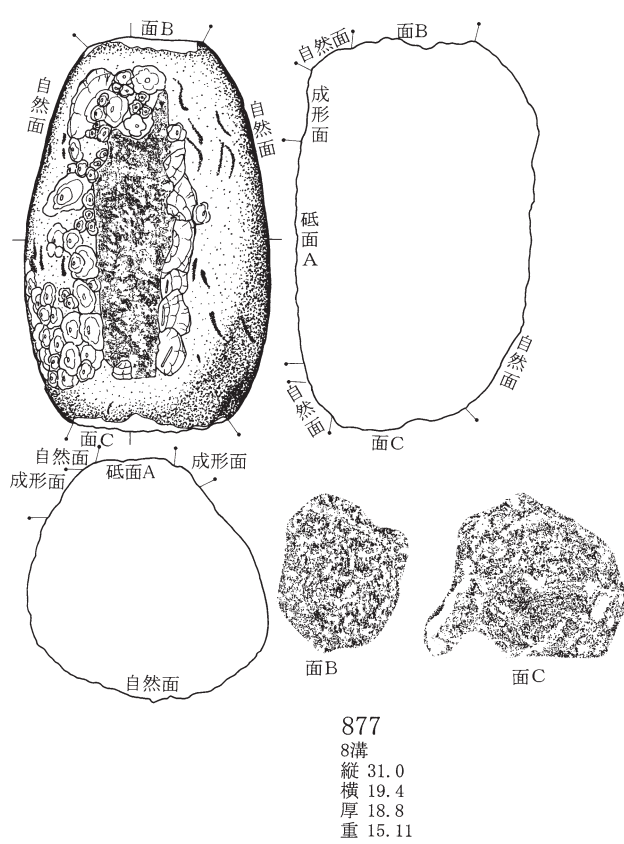 面B
自然面
自然面
面C
自然面
面B
成形面
砥面A
自然面
自然面
面C
自然面
成形面
砥面A
成形面
自然面
面B
面C
877
8溝
縦 31.0
横 19.4
厚 18.8
重 15.11